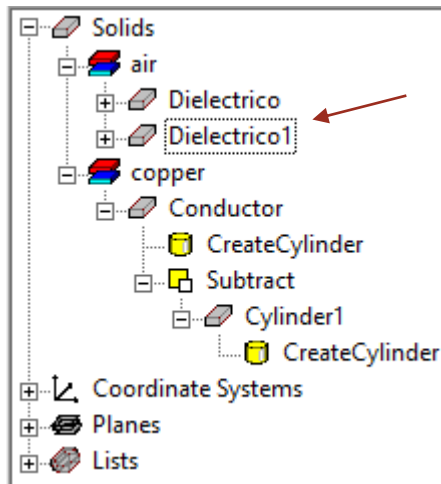 Solids
air
Dielectrico
Dielectrico1
copper
Conductor
CreateCylinder
Subtract
Cylinder1
CreateCylinder
Coordinate Systems
Planes
Lists